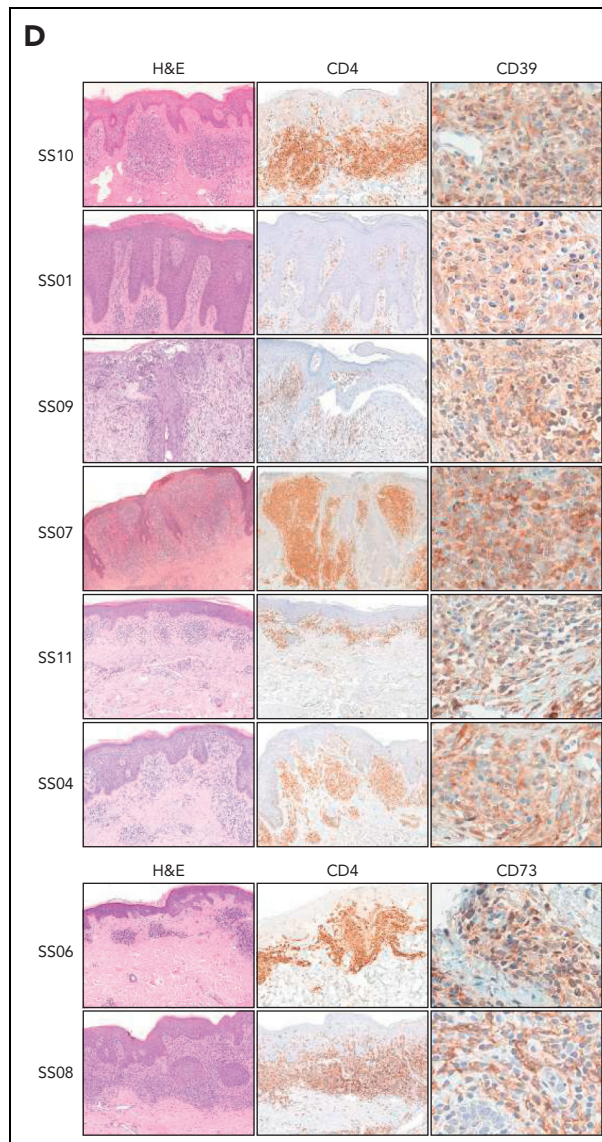 D
H&E CD4 CD39
SS10
SS01
SS09
SS07
SS11
SS04
H&E CD4 CD73
SS06
SS08